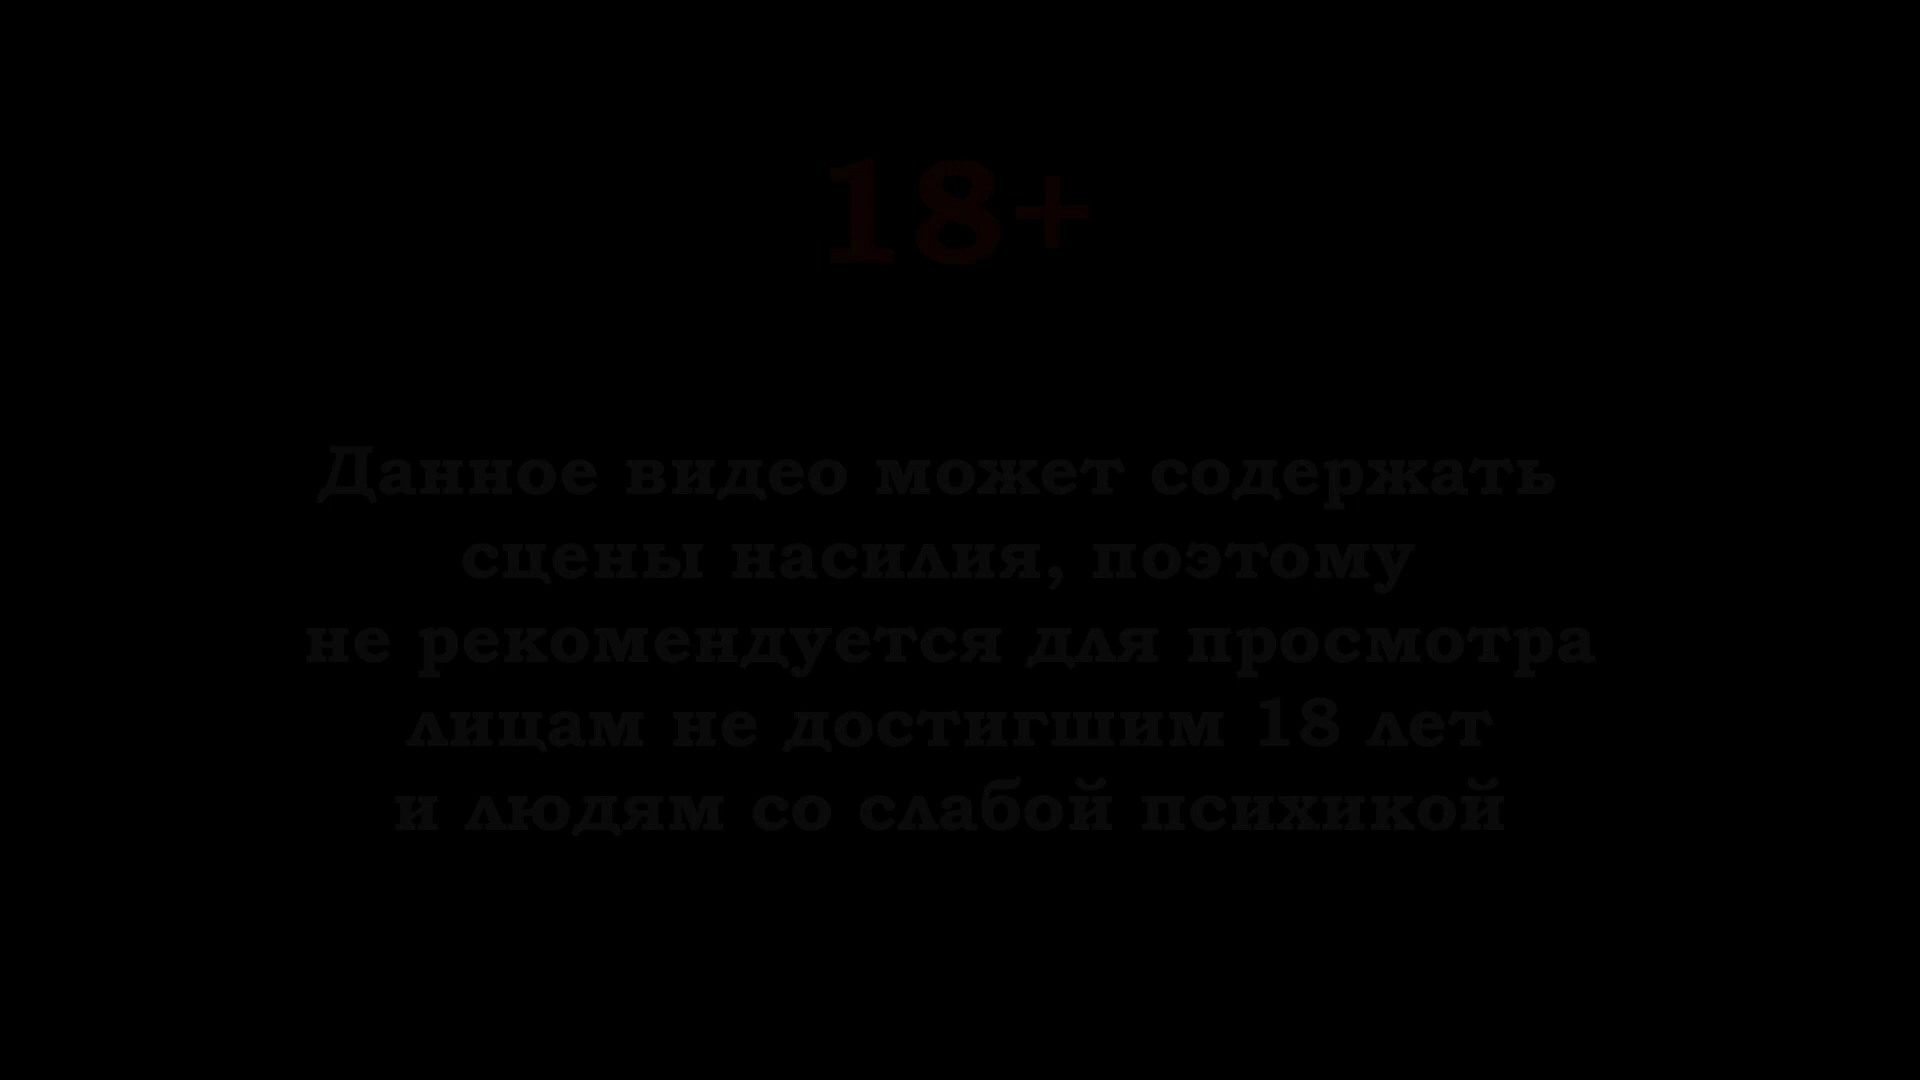 18+
Данное видео может содержать
сцены насилия, поэтому
не рекомендуется для просмотра
лицам не достигшим 18 лет
и людям со слабой психикой